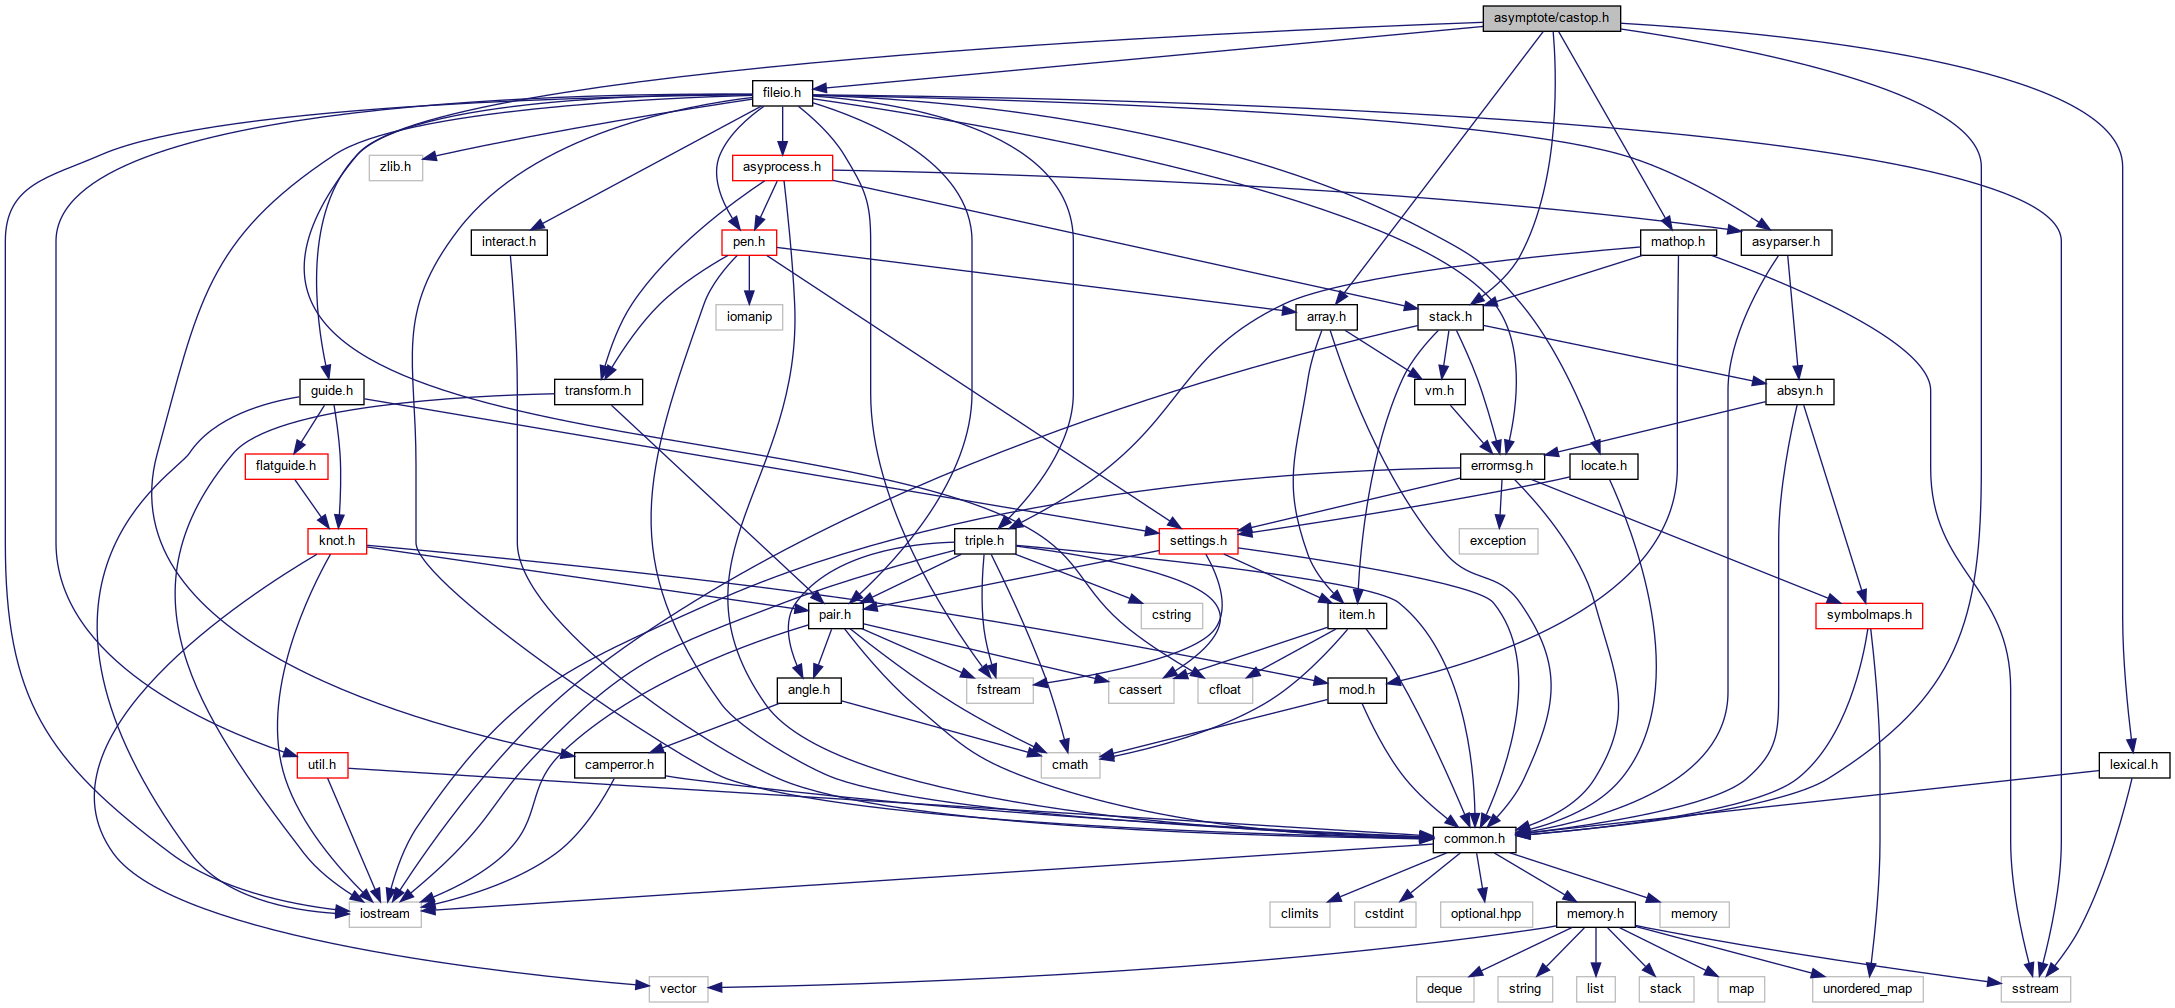 asymptote/castop.h
fileio.h
zlib.h
asyprocess.h
interact.h
pen.h
mathop.h
asyparser.h
iomanip
array.h
stack.h
guide.h
transform.h
vm.h
absyn.h
flatguide.h
errormsg.h
locate.h
knot.h
triple.h
settings.h
exception
pair.h
cstring
item.h
symbolmaps.h
angle.h
fstream
cassert
cfloat
mod.h
util.h
camperror.h
cmath
lexical.h
common.h
iostream
climits
cstdint
optional.hpp
memory.h
memory
vector
deque
string
list
stack
map
unordered_map
sstream